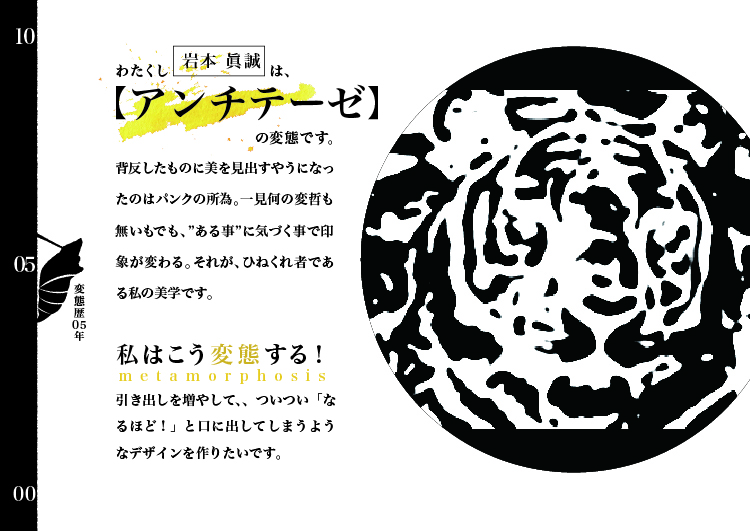 10
05
00
変態歴05年
わたくし 岩本 眞誠 は、
【アンチテーゼ】
の変態です。
背反したものに美を見出すやうになっ
たのはパンクの所為。一見何の変哲も
無いもでも、”ある事”に気づく事で印
象が変わる。それが、ひねくれ者であ
る私の美学です。
私はこう変態する！
metamorphosis
引き出しを増やして、、ついつい「な
るほど！」と口に出してしまうよう
なデザインを作りたいです。